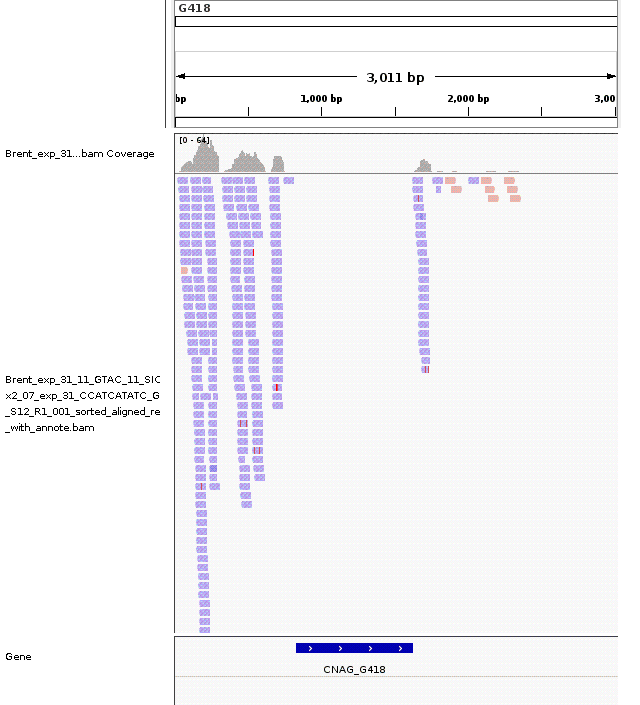 G418
3,011 bp
bp 1,000 bp 2,000 bp 3,00
[0 - 64]
Brent_exp_31...bam Coverage
Brent_exp_31_11_GTAC_11_SIC
x2_07_exp_31_CCATCATATC_G
_S12_R1_001_sorted_aligned_re
_with_annote.bam
Gene
CNAG_G418